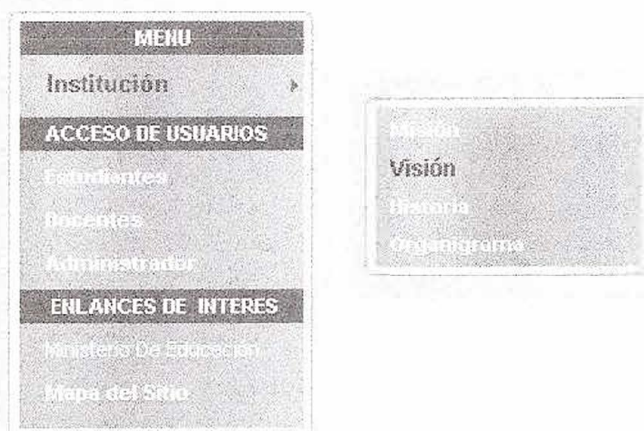 MENU
Institución
ACCESO DE USUARIOS
Estudiantes
Docentes
Administrador
ENLANCES DE INTERES
Ministerio De Educación
Mapa del Sitio
Misión
Visión
Historia
Organigrama